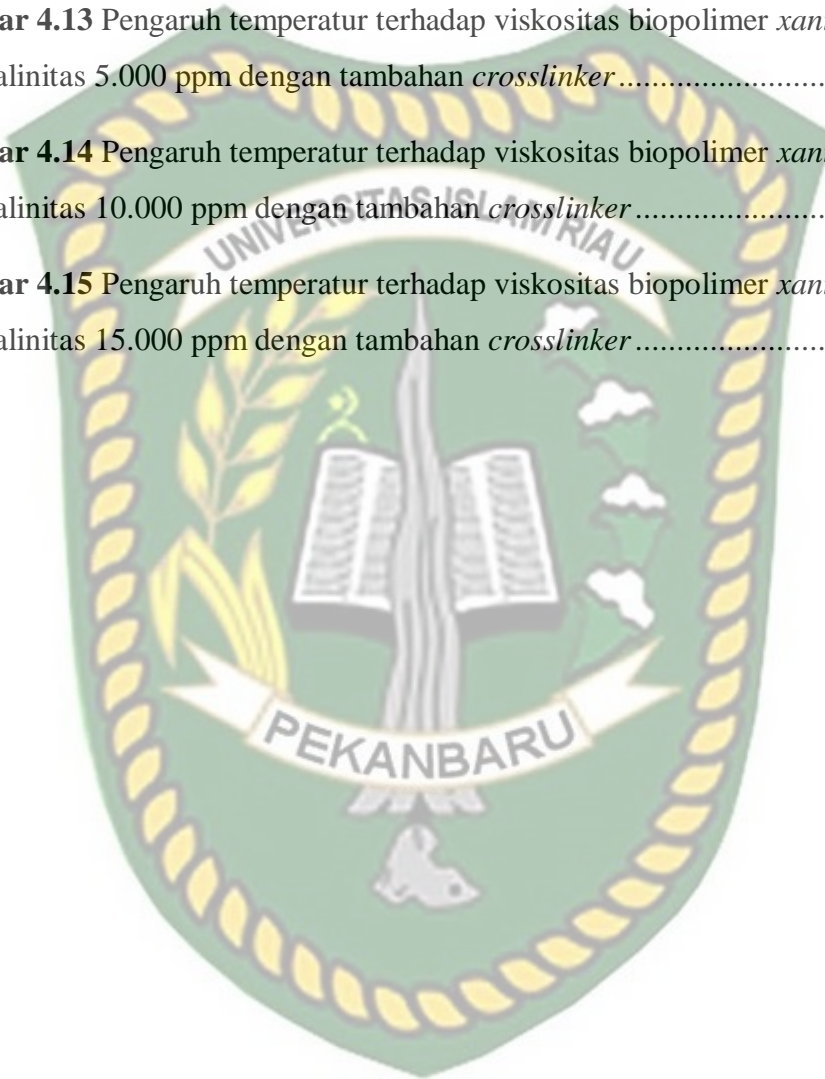 ar 4.13 Pengaruh temperatur terhadap viskositas biopolimer xan
alinitas 5.000 ppm dengan tambahan crosslinker.........................
ar 4.14 Pengaruh temperatur terhadap viskositas biopolimer xan
alinitas 10.000 ppm dengan tambahan crosslinker.......................
ar 4.15 Pengaruh temperatur terhadap viskositas biopolimer xan
alinitas 15.000 ppm dengan tambahan crosslinker.......................
UNIVERSITAS ISLAM RIAU
PEKANBARU